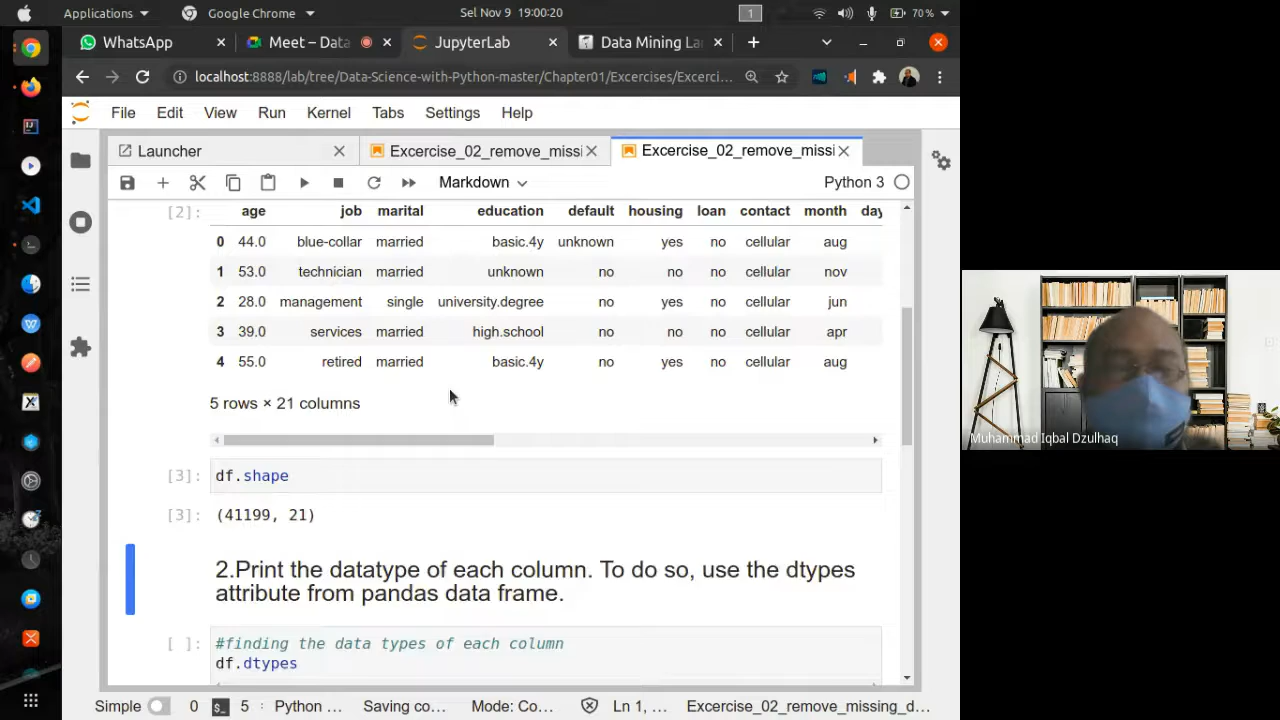 Applications Google Chrome Sel Nov 9 19:00:20 1 70%
WhatsApp Meet – Data JupyterLab Data Mining La
localhost:8888/lab/tree/Data-Science-with-Python-master/Chapter01/Excercises/Excerci...
File Edit View Run Kernel Tabs Settings Help
Launcher Excercise_02_remove_missi Excercise_02_remove_missi
Markdown Python 3
[2]: age job marital education default housing loan contact month day
0 44.0 blue-collar married basic.4y unknown yes no cellular aug
1 53.0 technician married unknown no no no cellular nov
2 28.0 management single university.degree no yes no cellular jun
3 39.0 services married high.school no no no cellular apr
4 55.0 retired married basic.4y no yes no cellular aug
5 rows × 21 columns
[3]: df.shape
[3]: (41199, 21)
2.Print the datatype of each column. To do so, use the dtypes
attribute from pandas data frame.
[ ]: #finding the data types of each column
df.dtypes
Simple 0 5 Python ... Saving co... Mode: Co... Ln 1, ... Excercise_02_remove_missing_d...
Muhammad Iqbal Dzulhaq